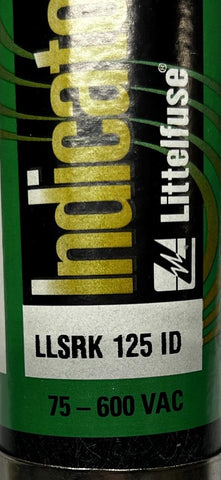 Indicato
Littelfuse®
LLSRK 125 ID
75 – 600 VAC